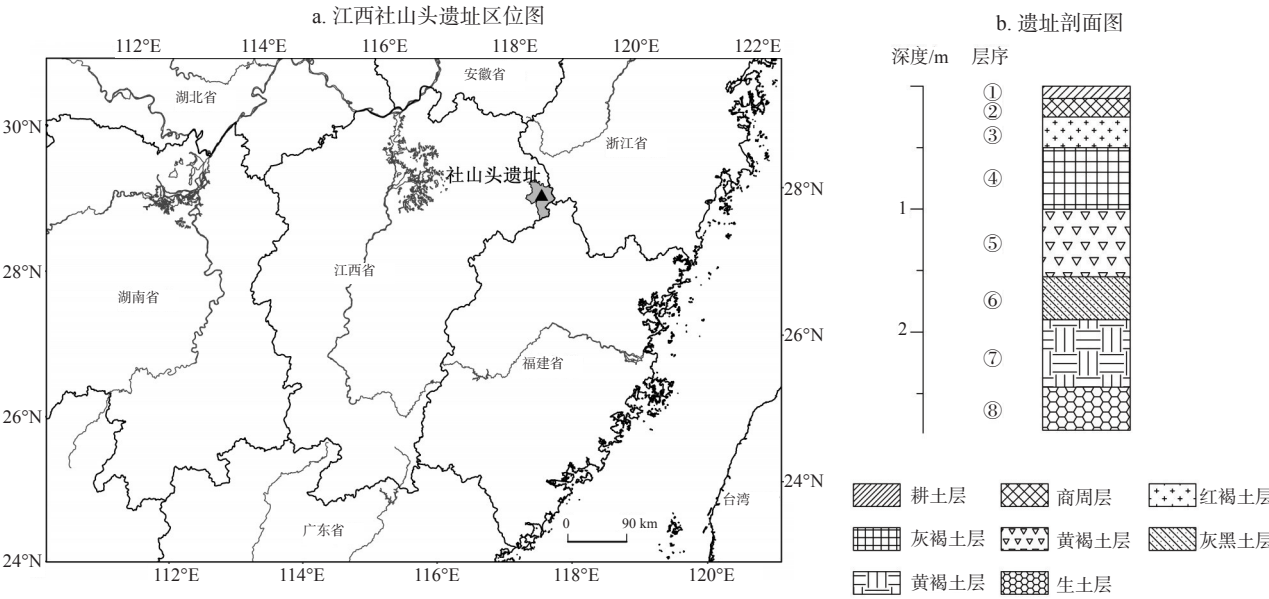 a. 江西社山头遗址区位图
112°E 114°E 116°E 118°E 120°E 122°E
安徽省
湖北省
30°N
浙江省
社山头遗址
28°N
28°N
江西省
湖南省
26°N
福建省
26°N
24°N
台湾
广东省
0 90 km
24°N
112°E 114°E 116°E 118°E 120°E
b. 遗址剖面图
深度/m 层序
①
②
③
④
1
⑤
⑥
2
⑦
⑧
耕土层 商周层 红褐土层
灰褐土层 黄褐土层 灰黑土层
黄褐土层 生土层